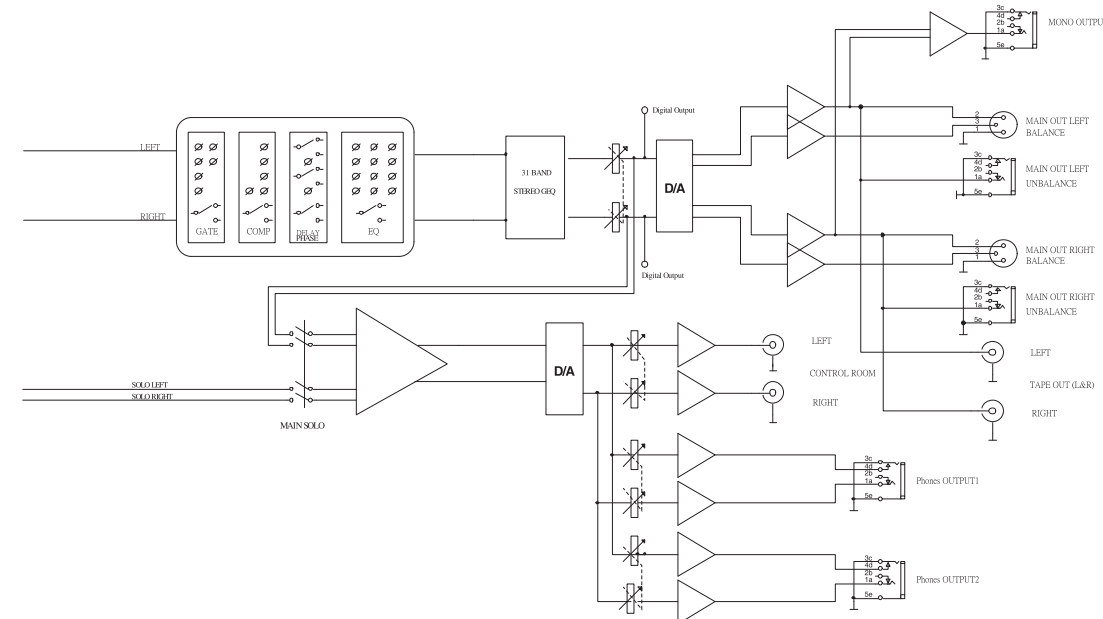 3c
4d
2b
1a
5e
MONO OUTPU
Digital Output
LEFT
RIGHT
GATE
COMP
DELAY
PHASE
EQ
31 BAND
STEREO GEQ
D/A
2
3
1
MAIN OUT LEFT
BALANCE
3c
4d
2b
1a
5e
MAIN OUT LEFT
UNBALANCE
2
3
1
MAIN OUT RIGHT
BALANCE
Digital Output
3c
4d
2b
1a
5e
MAIN OUT RIGHT
UNBALANCE
SOLO LEFT
SOLO RIGHT
MAIN SOLO
D/A
LEFT
CONTROL ROOM
RIGHT
LEFT
TAPE OUT (L&R)
RIGHT
3c
4d
2b
1a
5e
Phones OUTPUT1
3c
4d
2b
1a
5e
Phones OUTPUT2